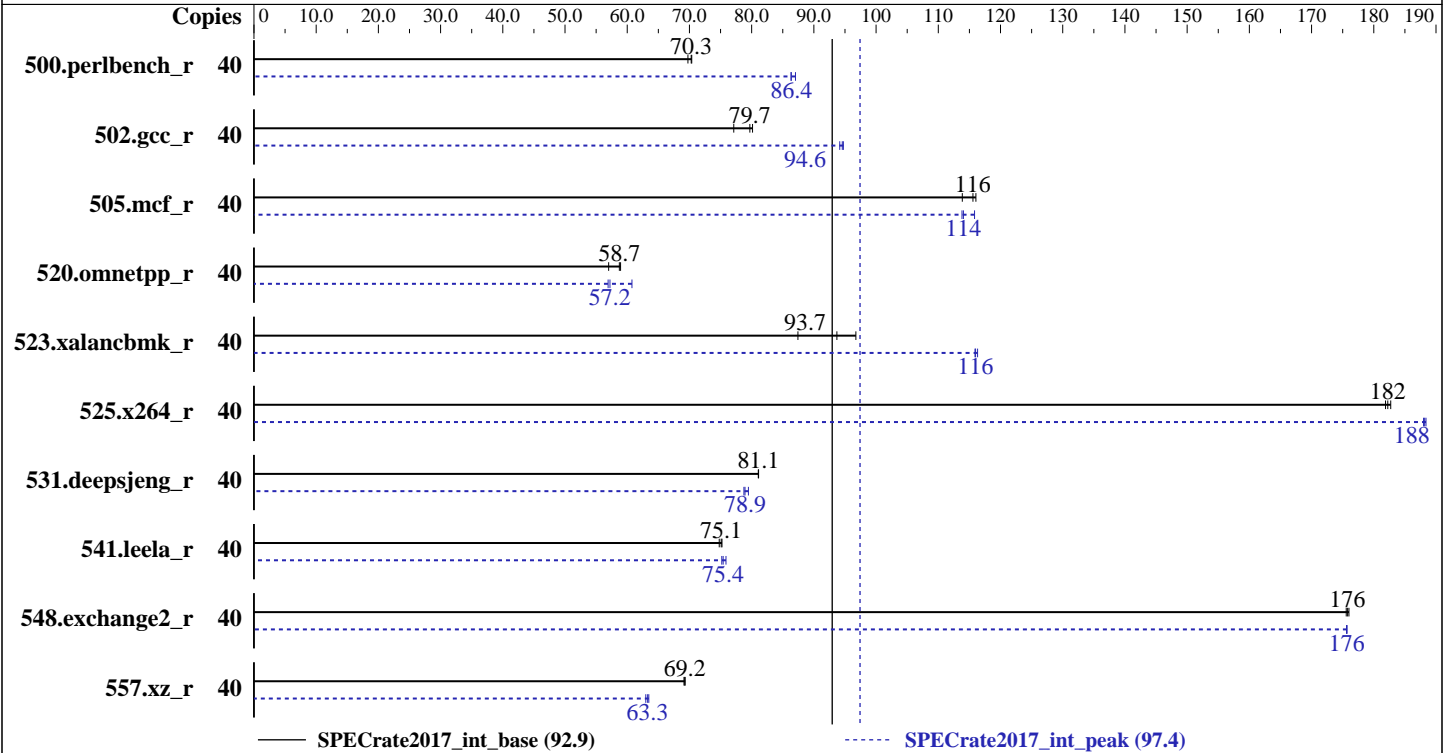 Copies 0 10.0 20.0 30.0 40.0 50.0 60.0 70.0 80.0 94.6 100 110 120 130 140 150 160 170 182 190
70.3
500.perlbench_r 40
86.4
79.7
502.gcc_r 40
94.6
116
505.mcf_r 40
114
58.7
520.omnetpp_r 40
57.2
93.7
523.xalancbmk_r 40
116
182
525.x264_r 40
188
81.1
531.deepsjeng_r 40
78.9
75.1
541.leela_r 40
75.4
176
548.exchange2_r 40
176
69.2
557.xz_r 40
63.3
SPECrate2017_int_base (92.9) SPECrate2017_int_peak (97.4)